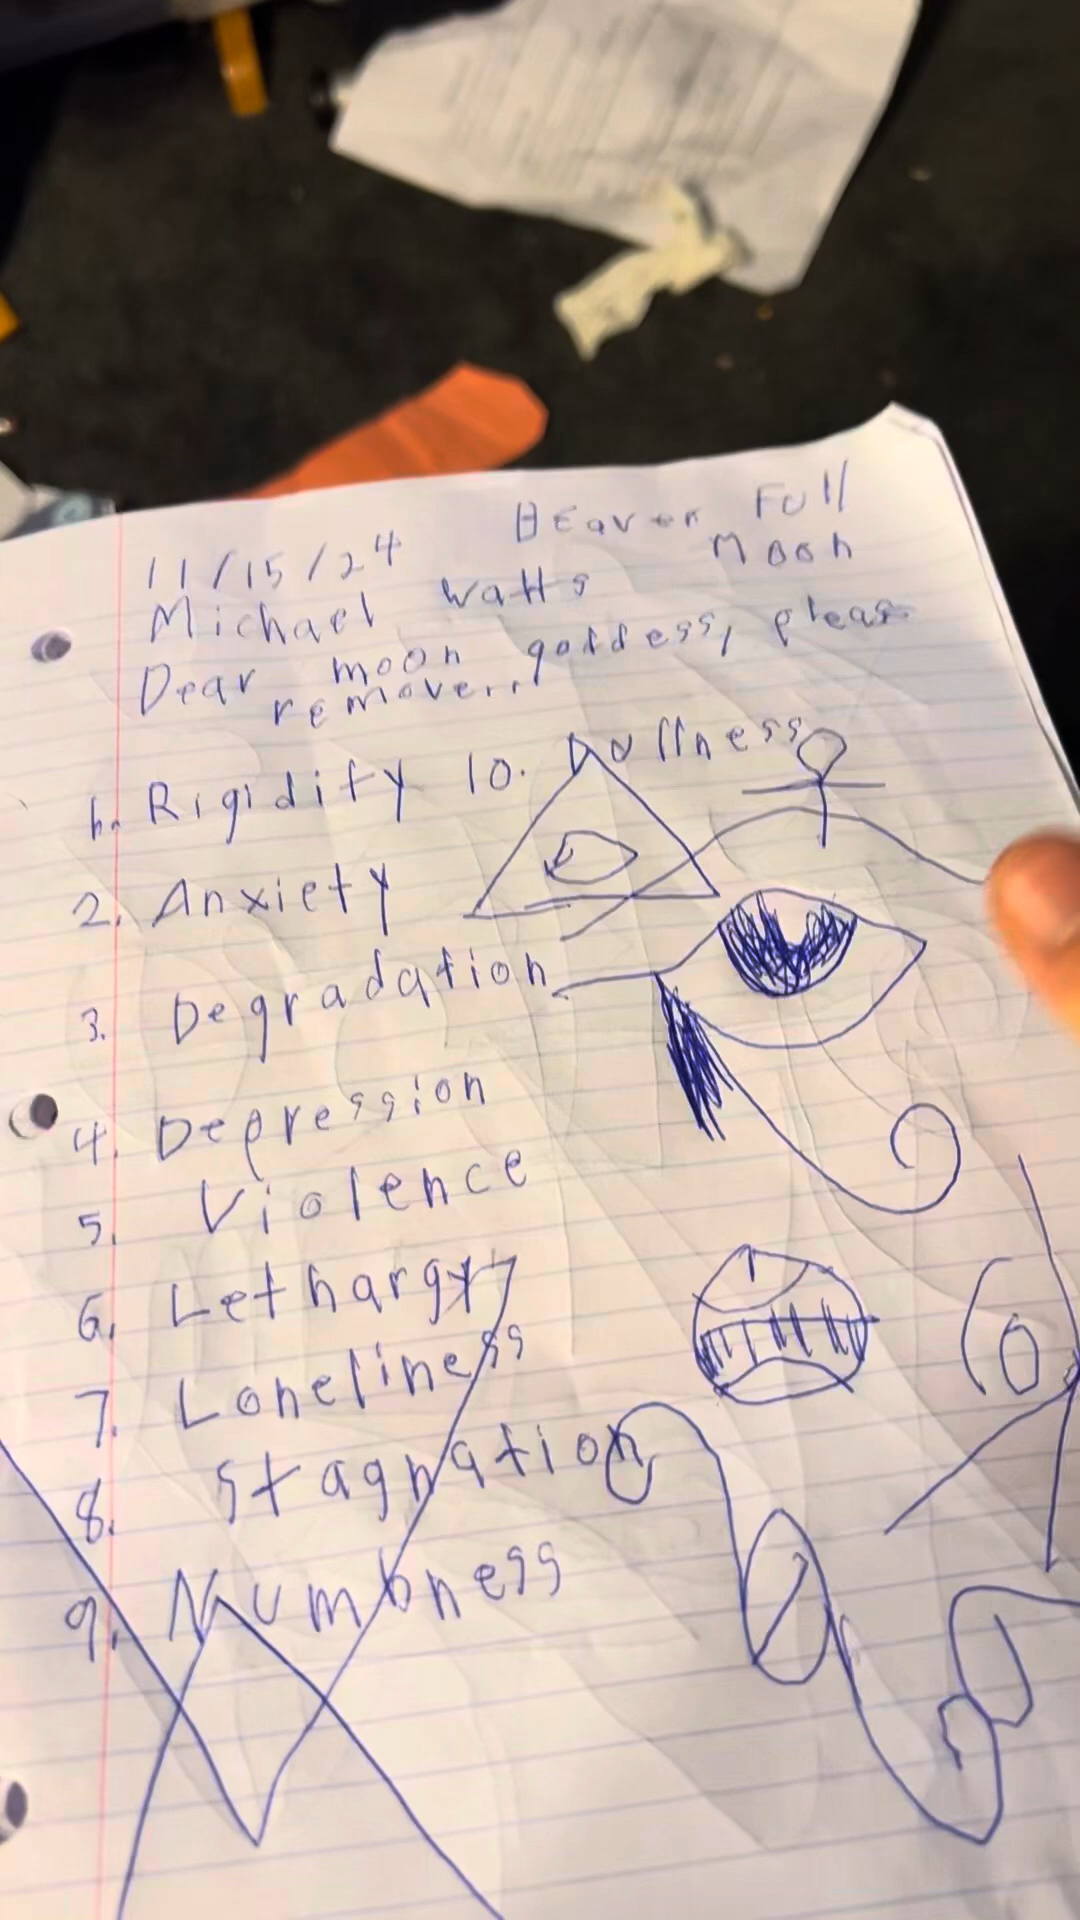 11/15/24 Beaver Full Moon
Michael Watts
Dear moon goddess, please
remove...
1. Rigidity 10. Dullness
2. Anxiety
3. Degradation
4. Depression
5. Violence
6. Lethargy
7. Loneliness
8. Stagnation
9. Numbness